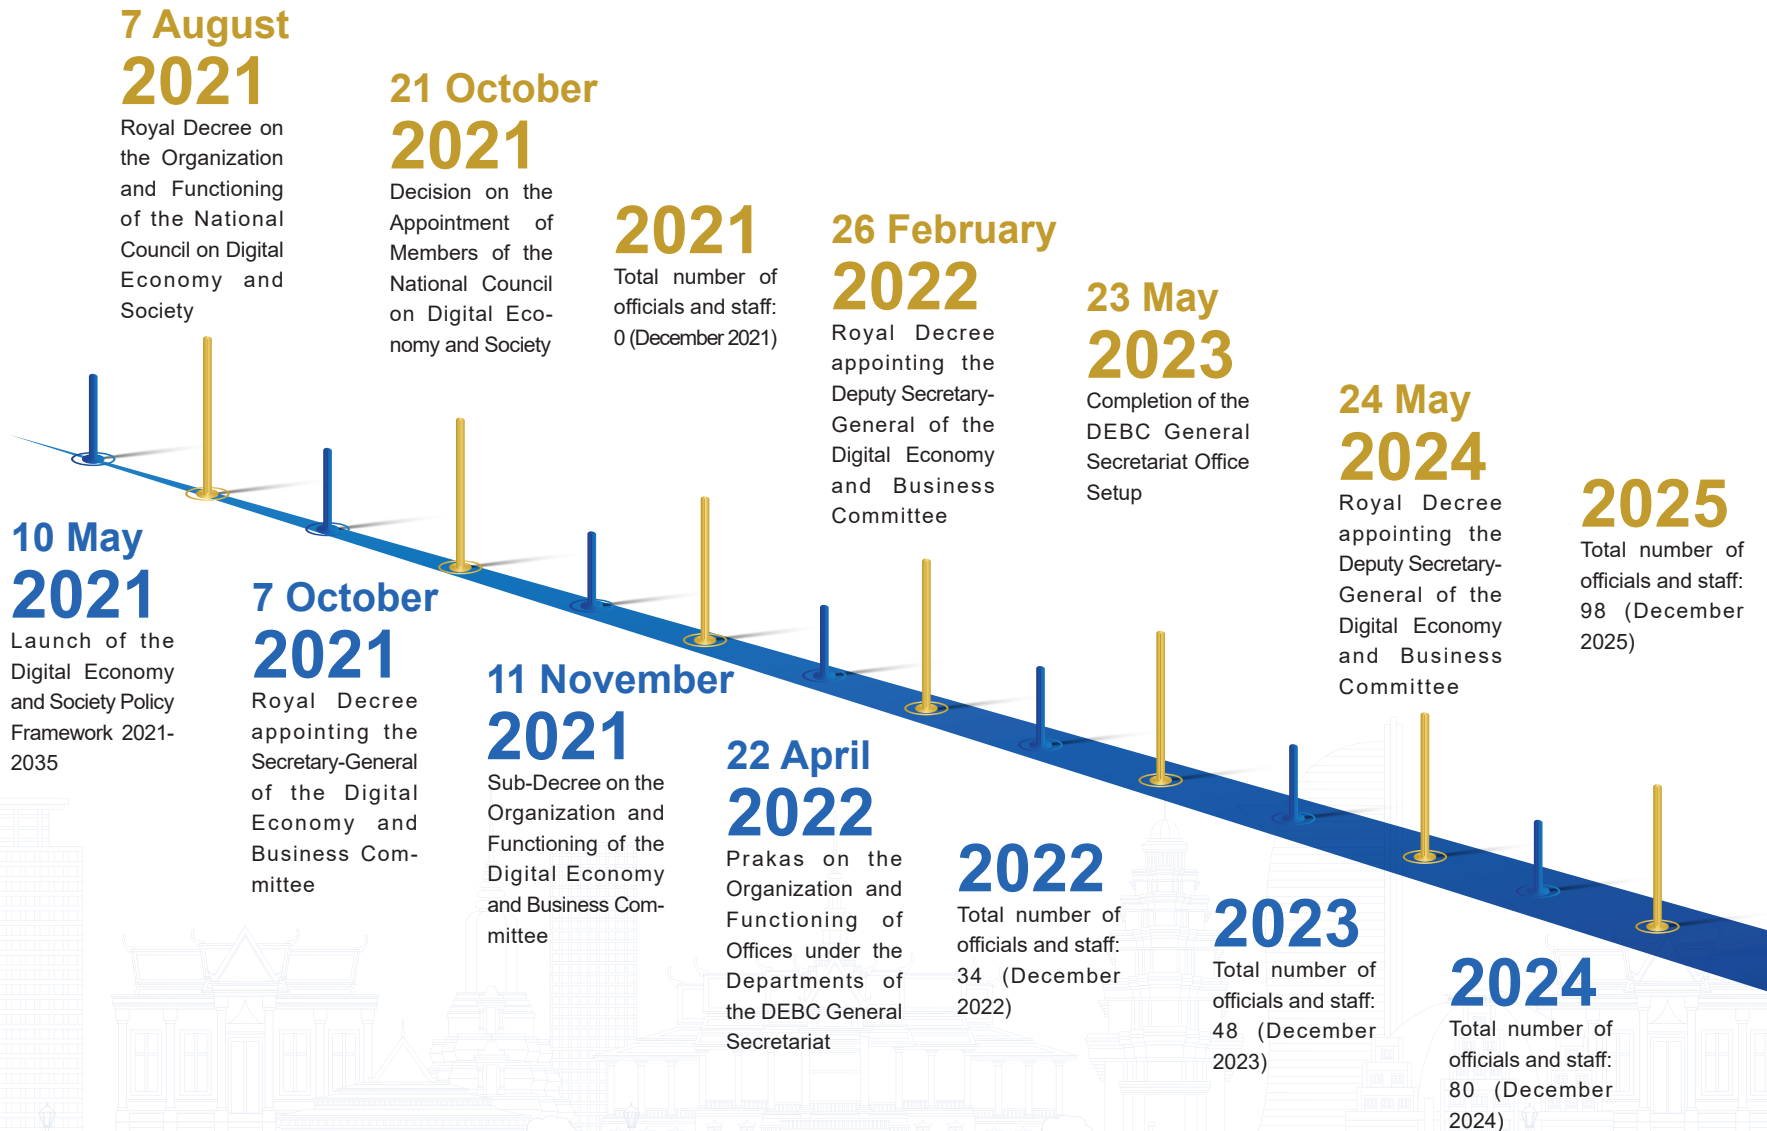 7 August
2021
Royal Decree on
the Organization
and Functioning
of the National
Council on Digital
Economy and
Society
21 October
2021
Decision on the
Appointment of
Members of the
National Council
on Digital Eco-
nomy and Society
2021
Total number of
officials and staff:
0 (December 2021)
26 February
2022
Royal Decree
appointing the
Deputy Secretary-
General of the
Digital Economy
and Business
Committee
23 May
2023
Completion of the
DEBC General
Secretariat Office
Setup
24 May
2024
Royal Decree
appointing the
Deputy Secretary-
General of the
Digital Economy
and Business
Committee
2025
Total number of
officials and staff:
98 (December
2025)
10 May
2021
Launch of the
Digital Economy
and Society Policy
Framework 2021-
2035
7 October
2021
Royal Decree
appointing the
Secretary-General
of the Digital
Economy and
Business Com-
mittee
11 November
2021
Sub-Decree on the
Organization and
Functioning of the
Digital Economy
and Business Com-
mittee
22 April
2022
Prakas on the
Organization and
Functioning of
Offices under the
Departments of
the DEBC General
Secretariat
2022
Total number of
officials and staff:
34 (December
2022)
2023
Total number of
officials and staff:
48 (December
2023)
2024
Total number of
officials and staff:
80 (December
2024)